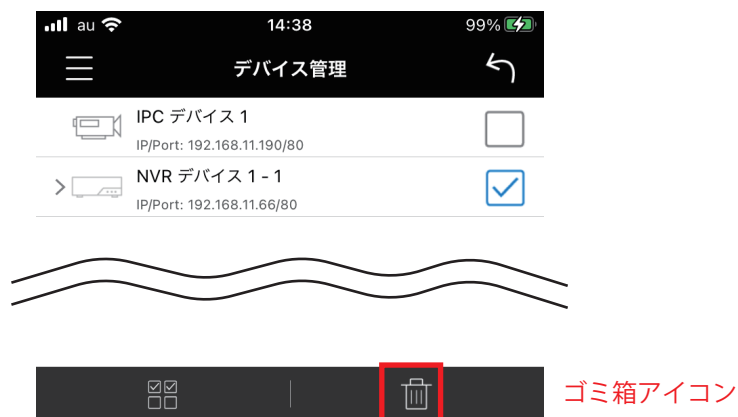 au 14:38 99%
デバイス管理
IPC デバイス 1
IP/Port: 192.168.11.190/80
NVR デバイス 1 - 1
IP/Port: 192.168.11.66/80
ゴミ箱アイコン